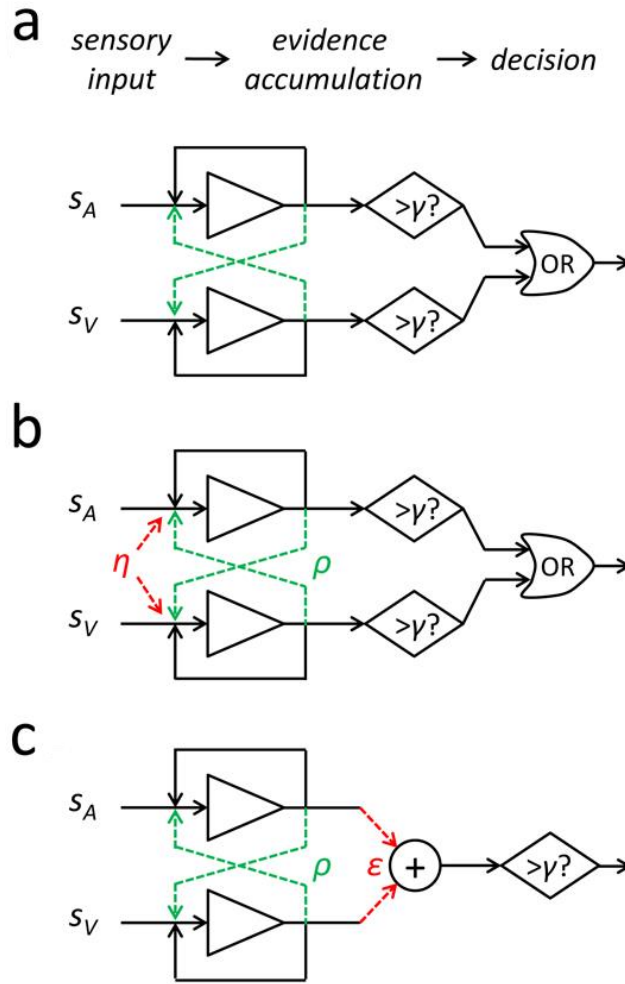 a
sensory input → evidence accumulation → decision
s_A
>γ?
OR
s_V
>γ?
b
s_A
>γ?
η
ρ
OR
s_V
>γ?
c
s_A
ρ
ε
+
>γ?
s_V